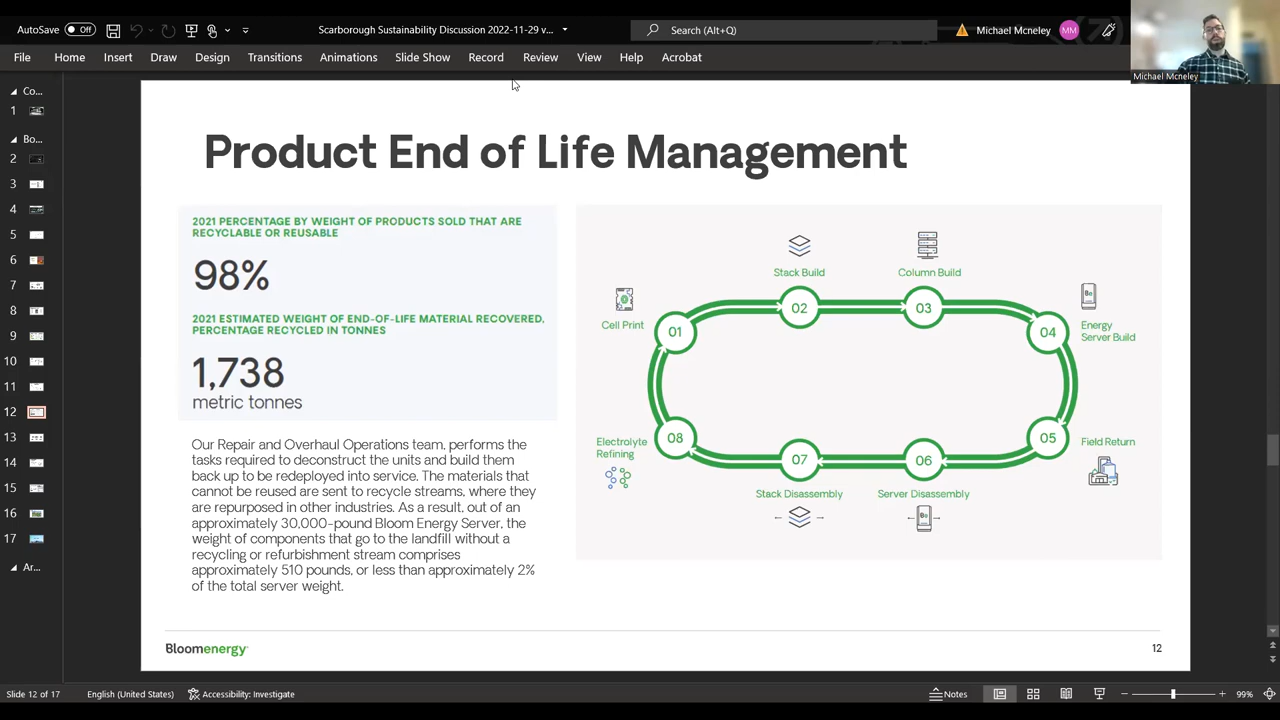 AutoSave Off
Scarborough Sustainability Discussion 2022-11-29 v...
Search (Alt+Q)
Michael Mcneley MM
File Home Insert Draw Design Transitions Animations Slide Show Record Review View Help Acrobat
Michael Mcneley
Co...
1
Bo...
2
3
4
5
6
7
8
9
10
11
12
13
14
15
16
17
Ar...
Product End of Life Management
2021 PERCENTAGE BY WEIGHT OF PRODUCTS SOLD THAT ARE
RECYCLABLE OR REUSABLE
98%
2021 ESTIMATED WEIGHT OF END-OF-LIFE MATERIAL RECOVERED,
PERCENTAGE RECYCLED IN TONNES
1,738
metric tonnes
Our Repair and Overhaul Operations team, performs the
tasks required to deconstruct the units and build them
back up to be redeployed into service. The materials that
cannot be reused are sent to recycle streams, where they
are repurposed in other industries. As a result, out of an
approximately 30,000-pound Bloom Energy Server, the
weight of components that go to the landfill without a
recycling or refurbishment stream comprises
approximately 510 pounds, or less than approximately 2%
of the total server weight.
Cell Print
01
Stack Build
02
Column Build
03
Be
Energy
Server Build
04
05
Field Return
06
Server Disassembly
Be
07
Stack Disassembly
08
Electrolyte
Refining
Bloomenergy
12
Slide 12 of 17
English (United States)
Accessibility: Investigate
Notes
99%